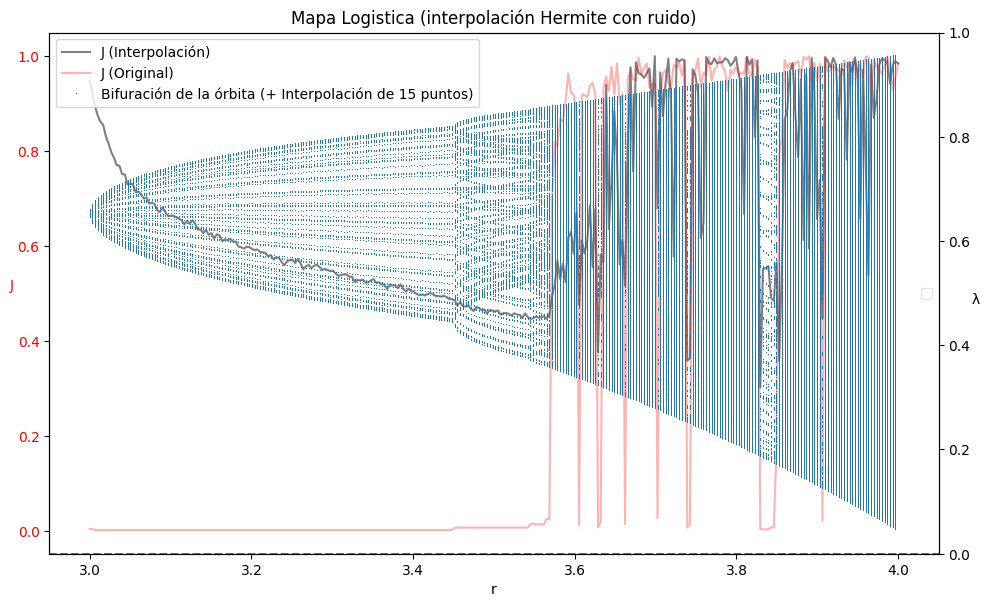 Mapa Logistica (interpolación Hermite con ruido)
J (Interpolación)
J (Original)
Bifuración de la órbita (+ Interpolación de 15 puntos)
1.0
0.8
0.6
0.4
0.2
0.0
J
1.0
0.8
0.6
0.4
0.2
0.0
λ
3.0 3.2 3.4 3.6 3.8 4.0
r